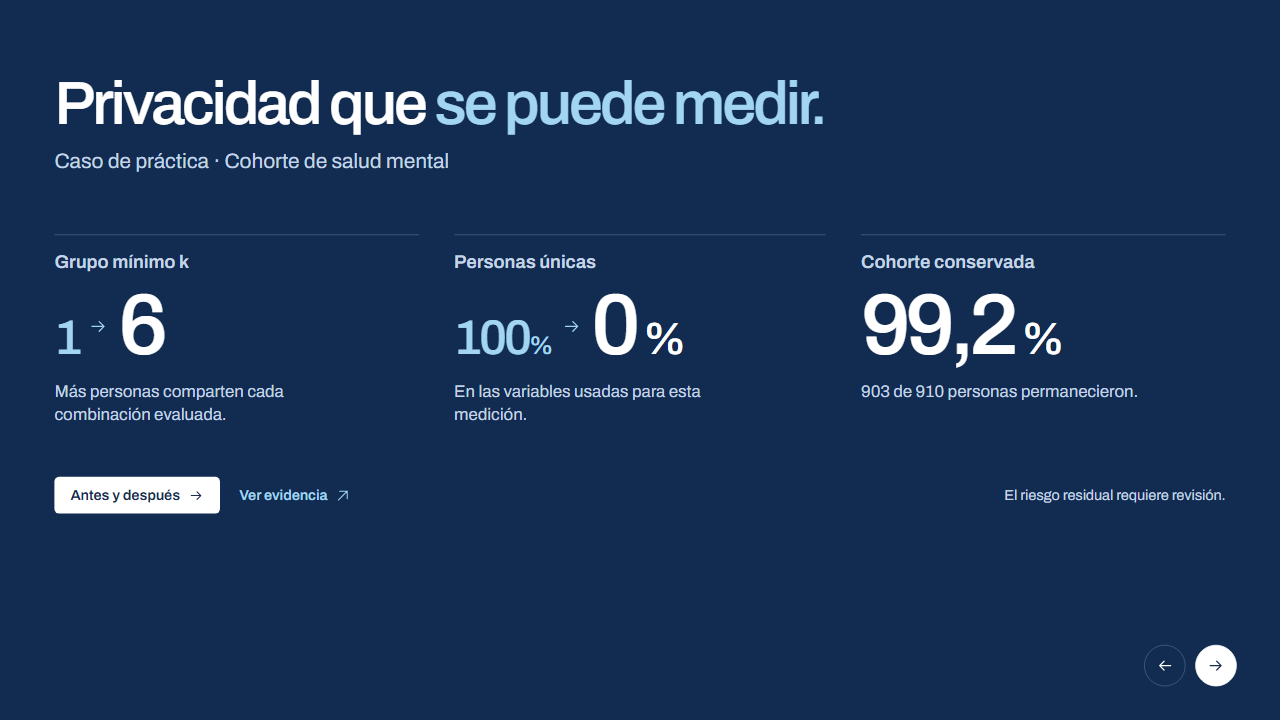 Privacidad que se puede medir.
Caso de práctica · Cohorte de salud mental
Grupo mínimo k
1 → 6
Más personas comparten cada
combinación evaluada.
Personas únicas
100% → 0 %
En las variables usadas para esta
medición.
Cohorte conservada
99,2 %
903 de 910 personas permanecieron.
Antes y después →
Ver evidencia ↗
El riesgo residual requiere revisión.
← →